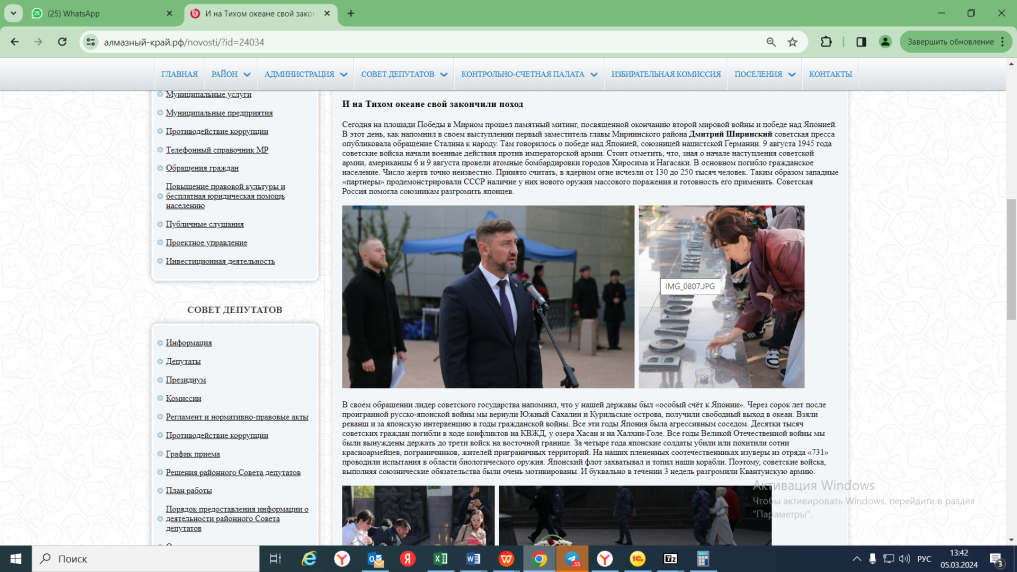 (25) WhatsApp
И на Тихом океане свой закон
алмазный-край.рф/novosti/?id=24034
Завершить обновление
ГЛАВНАЯ
РАЙОН
АДМИНИСТРАЦИЯ
СОВЕТ ДЕПУТАТОВ
КОНТРОЛЬНО-СЧЕТНАЯ ПАЛАТА
ИЗБИРАТЕЛЬНАЯ КОМИССИЯ
ПОСЕЛЕНИЯ
КОНТАКТЫ
Муниципальные услуги
Муниципальные предприятия
Противодействие коррупции
Телефонный справочник МР
Обращения граждан
Повышение правовой культуры и
бесплатная юридическая помощь
населению
Публичные слушания
Проектное управление
Инвестиционная деятельность
СОВЕТ ДЕПУТАТОВ
Информация
Депутаты
Президиум
Комиссии
Регламент и нормативно-правовые акты
Противодействие коррупции
График приема
Решения районного Совета депутатов
План работы
Порядок предоставления информации о
деятельности районного Совета
депутатов
И на Тихом океане свой закончили поход
Сегодня на площади Победы в Мирном прошел памятный митинг, посвященной окончанию второй мировой войны и победе над Японией.
В этот день, как напомнил в своем выступлении первый заместитель главы Мирнинского района Дмитрий Ширинский советская пресса
опубликовала обращение Сталина к народу. Там говорилось о победе над Японией, союзницей нацистской Германии. 9 августа 1945 года
советские войска начали военные действия против императорской армии. Стоит отметить, что, зная о начале наступления советской
армии, американцы 6 и 9 августа провели атомные бомбардировки городов Хиросима и Нагасаки. В основном погибло гражданское
население. Число жертв точно неизвестно. Принято считать, в ядерном огне исчезли от 130 до 250 тысяч человек. Таким образом западные
«партнеры» продемонстрировали СССР наличие у них нового оружия массового поражения и готовность его применить. Советская
Россия помогла союзникам разгромить японцев.
IMG_0807.JPG
ВОЛГОГ
В своем обращении лидер советского государства напомнил, что у нашей державы был «особый счёт к Японии». Через сорок лет после
проигранной русско-японской войны мы вернули Южный Сахалин и Курильские острова, получили свободный выход в океан. Взяли
реванш и за японскую интервенцию в годы гражданской войны. Все эти годы Япония была агрессивным соседом. Десятки тысяч
советских граждан погибли в ходе конфликтов на КВЖД, у озера Хасан и на Халхин-Голе. Все годы Великой Отечественной войны мы
были вынуждены держать до трети войск на восточной границе. За четыре года японские солдаты убили или похитили сотни
красноармейцев, пограничников, жителей приграничных территорий. На наших плененных соотечественниках изуверы из отряда «731»
проводили испытания в области биологического оружия. Японский флот захватывал и топил наши корабли. Поэтому, советские войска,
выполняя союзнические обязательства были очень мотивированы. И буквально в течении 3 недель разгромили Квантунскую армию.
Активация Windows
Чтобы активировать Windows, перейдите в раздел
"Параметры".
Поиск
РУС
13:42
05.03.2024